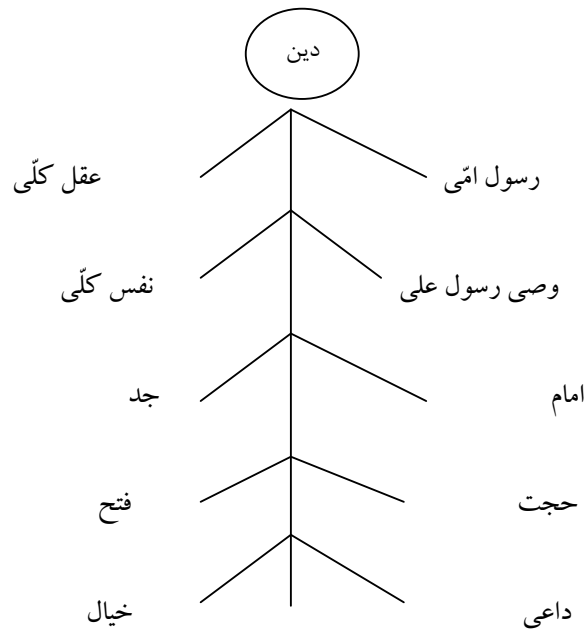 دین
رسول امّی
عقل کلّی
وصی رسول علی
نفس کلّی
امام
جد
حجت
فتح
داعی
خیال